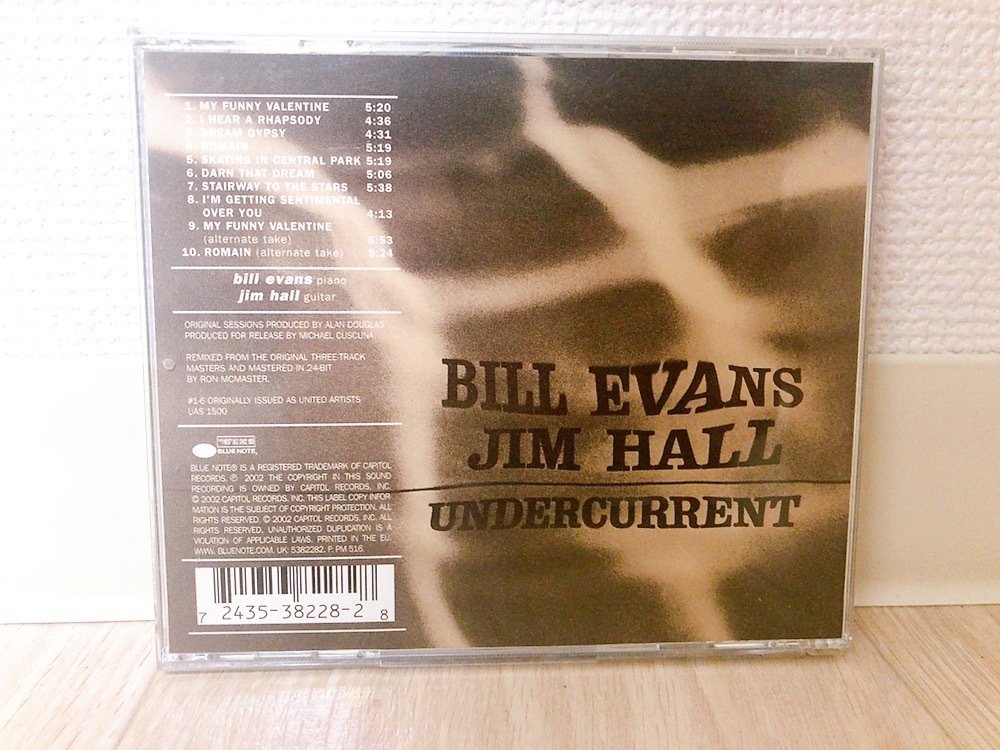 1. MY FUNNY VALENTINE 5:20
2. I HEAR A RHAPSODY 4:36
3. DREAM GYPSY 4:31
4. ROMAIN 5:19
5. SKATING IN CENTRAL PARK 5:19
6. DARN THAT DREAM 5:06
7. STAIRWAY TO THE STARS 5:38
8. I'M GETTING SENTIMENTAL
OVER YOU 4:13
9. MY FUNNY VALENTINE
(alternate take) 6:53
10. ROMAIN (alternate take) 5:24
bill evans piano
jim hall guitar
ORIGINAL SESSIONS PRODUCED BY ALAN DOUGLAS
PRODUCED FOR RELEASE BY MICHAEL CUSCUNA
REMIXED FROM THE ORIGINAL THREE-TRACK
MASTERS AND MASTERED IN 24-BIT
BY RON MCMASTER.
#1-6 ORIGINALLY ISSUED AS UNITED ARTISTS
UAS 1500
BLUE NOTE.
BLUE NOTE® IS A REGISTERED TRADEMARK OF CAPITOL
RECORDS. ℗ 2002 THE COPYRIGHT IN THIS SOUND
RECORDING IS OWNED BY CAPITOL RECORDS, INC.
© 2002 CAPITOL RECORDS, INC. THIS LABEL COPY INFOR
MATION IS THE SUBJECT OF COPYRIGHT PROTECTION. ALL
RIGHTS RESERVED. © 2002 CAPITOL RECORDS, INC. ALL
RIGHTS RESERVED. UNAUTHORIZED DUPLICATION IS A
VIOLATION OF APPLICABLE LAWS. PRINTED IN THE EU.
WWW.BLUENOTE.COM. UK: 5382282. F: PM 516.
7 2435-38228-2 8
BILL EVANS
JIM HALL
UNDERCURRENT